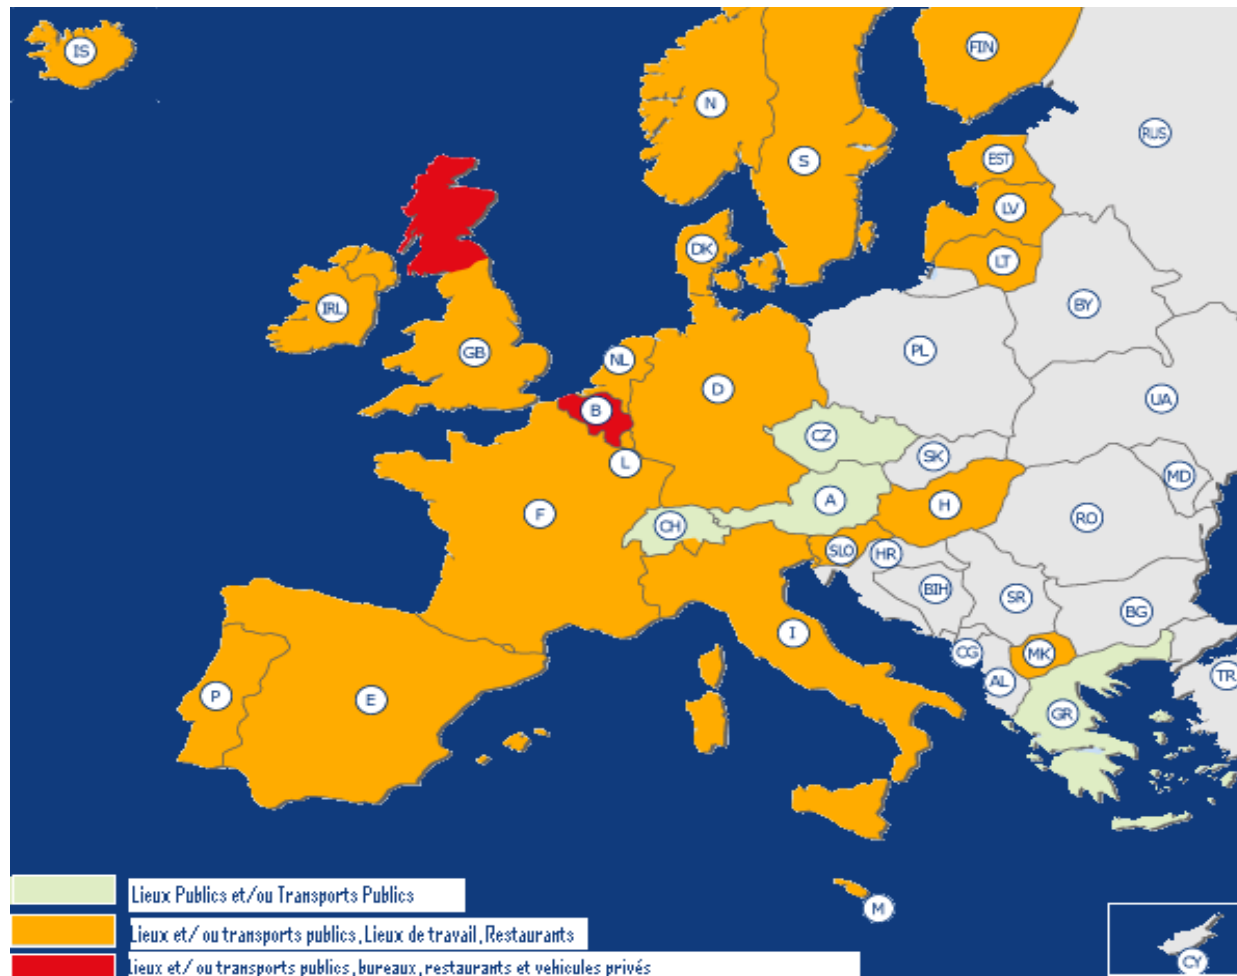 IS
FIN
N
RUS
S
EST
LV
DK
LT
IRL
BY
GB
NL
PL
D
B
UA
CZ
L
SK
MD
A
H
F
CH
RO
SLO
HR
BIH
SR
BG
I
CG
MK
P
E
AL
TR
GR
Lieux Publics et/ou Transports Publics
M
Lieux et/ ou transports publics, Lieux de travail, Restaurants
CY
lieux et/ ou transports publics, bureaux, restaurants et vehicules privés